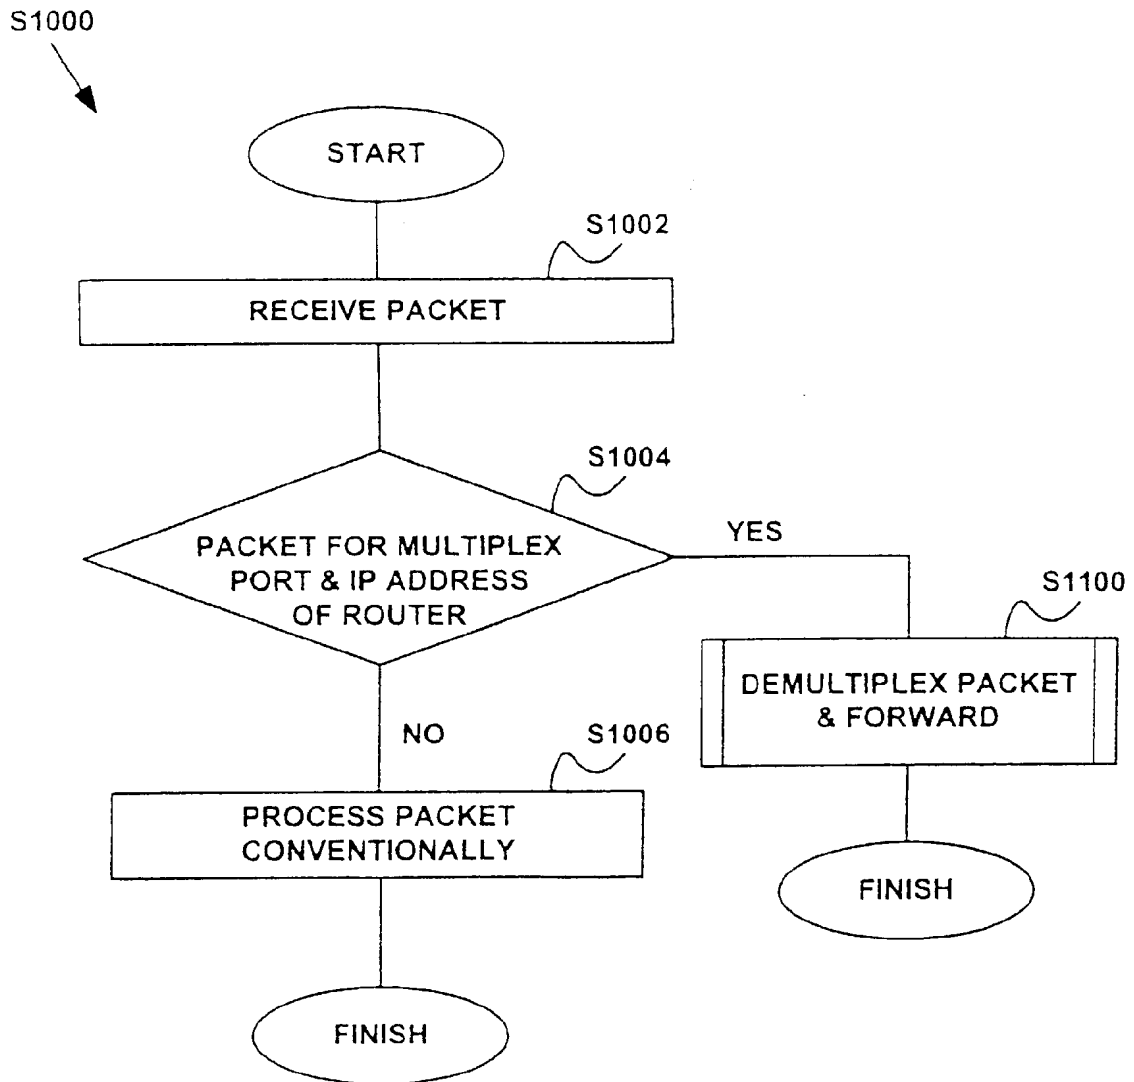 S1000
START
S1002
RECEIVE PACKET
S1004
PACKET FOR MULTIPLEX
PORT & IP ADDRESS
OF ROUTER
YES
S1100
DEMULTIPLEX PACKET
& FORWARD
NO
S1006
PROCESS PACKET
CONVENTIONALLY
FINISH
FINISH